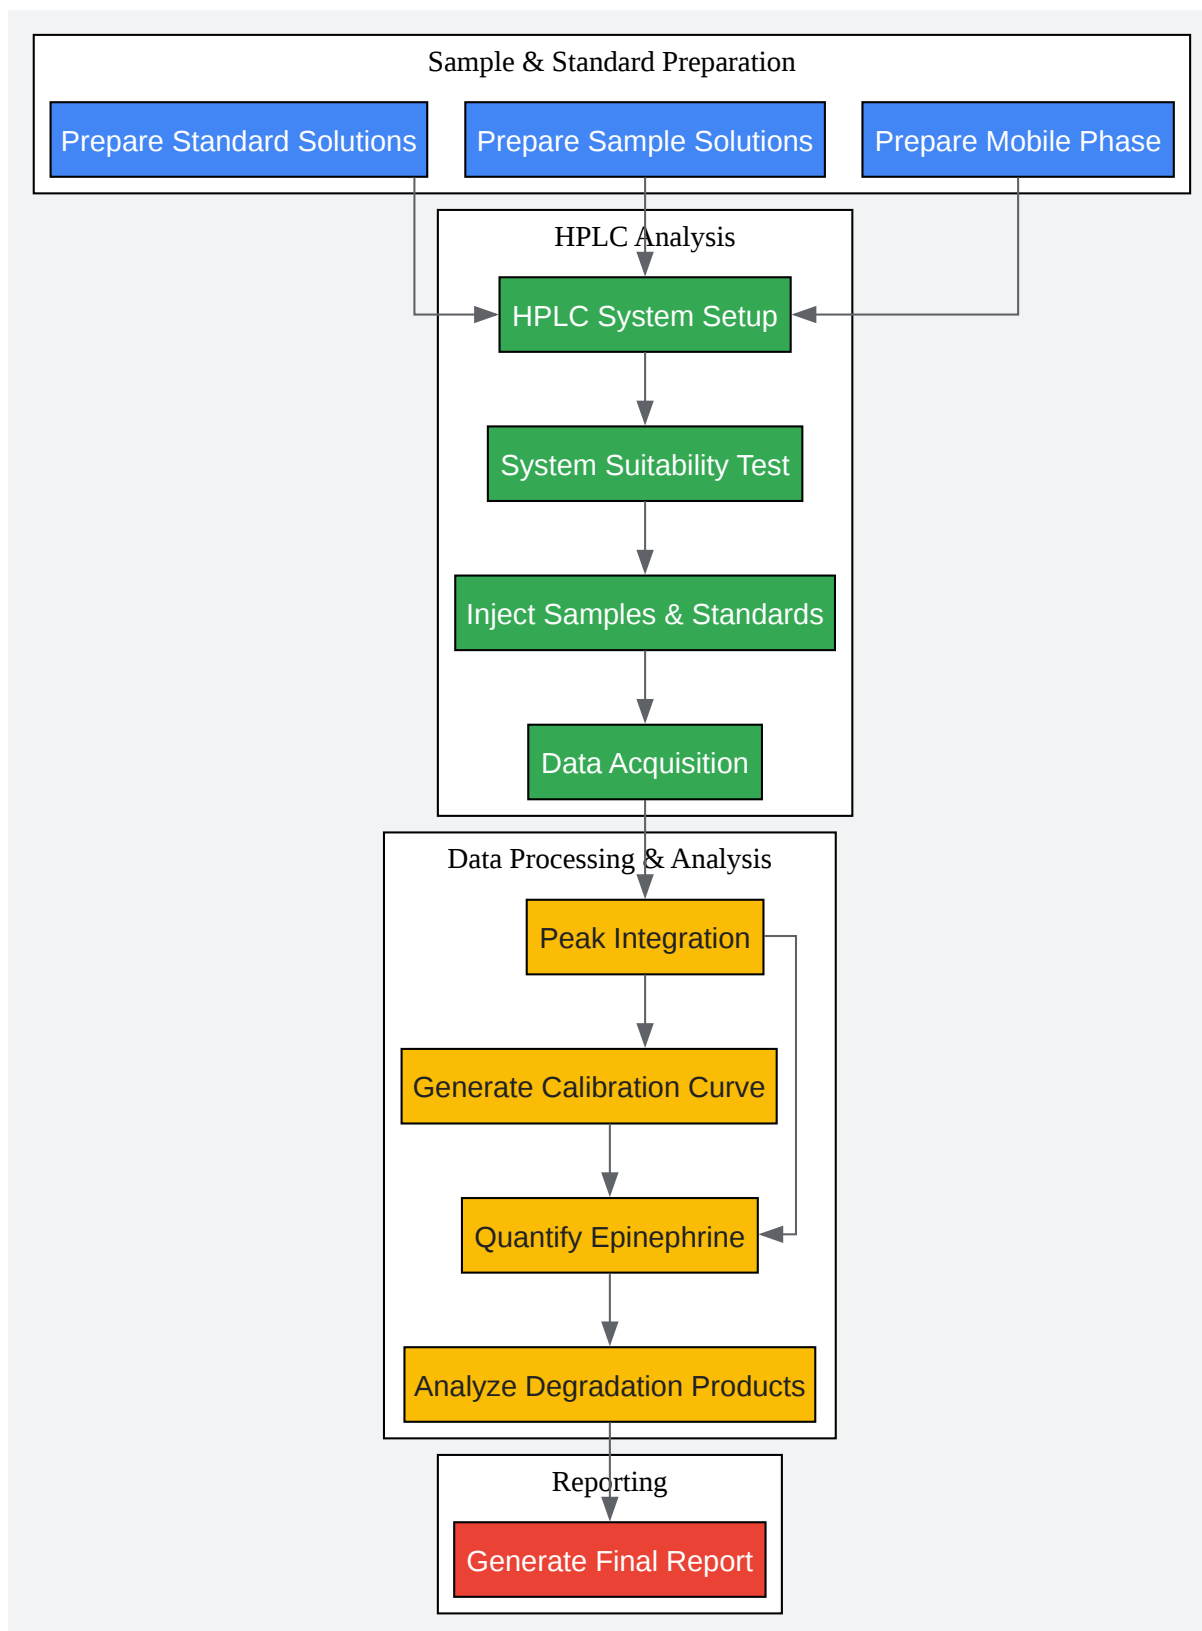 Sample & Standard Preparation
Prepare Standard Solutions
Prepare Sample Solutions
Prepare Mobile Phase
HPLC Analysis
HPLC System Setup
System Suitability Test
Inject Samples & Standards
Data Acquisition
Data Processing & Analysis
Peak Integration
Generate Calibration Curve
Quantify Epinephrine
Analyze Degradation Products
Reporting
Generate Final Report